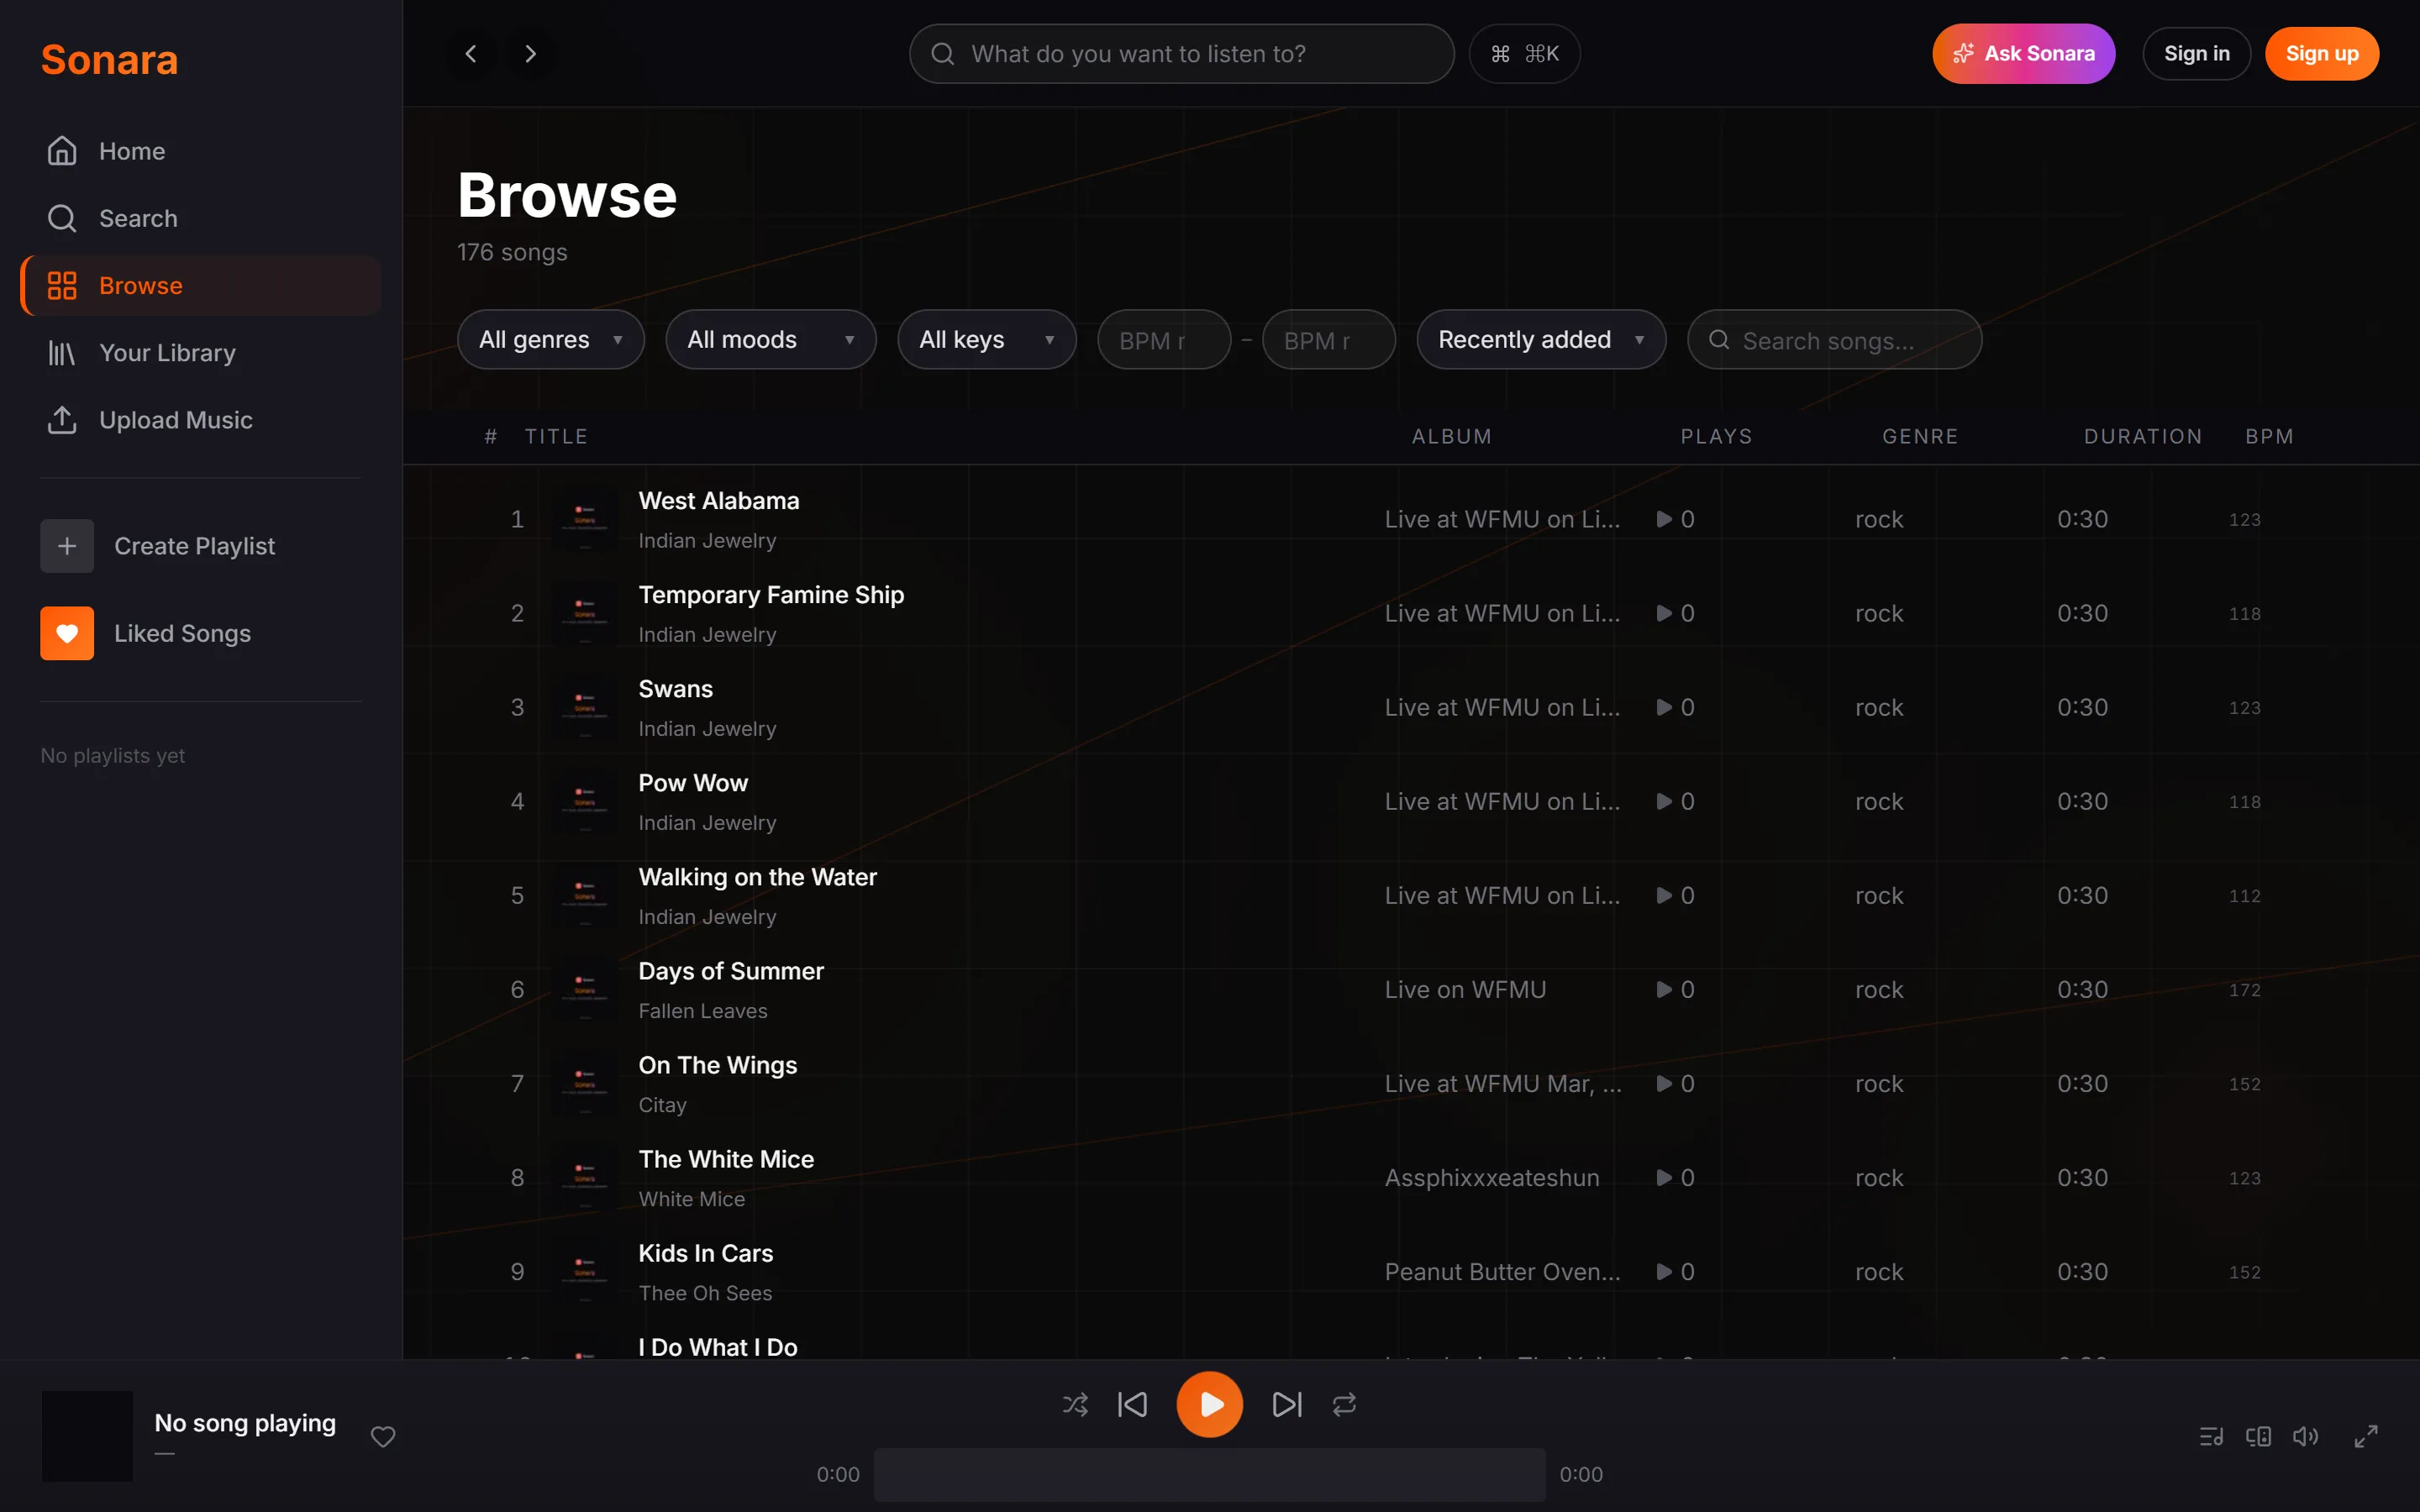 Sonara
Home
Search
Browse
Your Library
Upload Music
Create Playlist
Liked Songs
No playlists yet
What do you want to listen to?
⌘ ⌘K
Ask Sonara
Sign in
Sign up
Browse
176 songs
All genres ▼ All moods ▼ All keys ▼ BPM r – BPM r Recently added ▼ Search songs...
# TITLE ALBUM PLAYS GENRE DURATION BPM
1 West Alabama Live at WFMU on Li... 0 rock 0:30 123
Indian Jewelry
2 Temporary Famine Ship Live at WFMU on Li... 0 rock 0:30 118
Indian Jewelry
3 Swans Live at WFMU on Li... 0 rock 0:30 123
Indian Jewelry
4 Pow Wow Live at WFMU on Li... 0 rock 0:30 118
Indian Jewelry
5 Walking on the Water Live at WFMU on Li... 0 rock 0:30 112
Indian Jewelry
6 Days of Summer Live on WFMU 0 rock 0:30 172
Fallen Leaves
7 On The Wings Live at WFMU Mar, ... 0 rock 0:30 152
Citay
8 The White Mice Assphixxxeateshun 0 rock 0:30 123
White Mice
9 Kids In Cars Peanut Butter Oven... 0 rock 0:30 152
Thee Oh Sees
I Do What I Do
No song playing
—
0:00
0:00